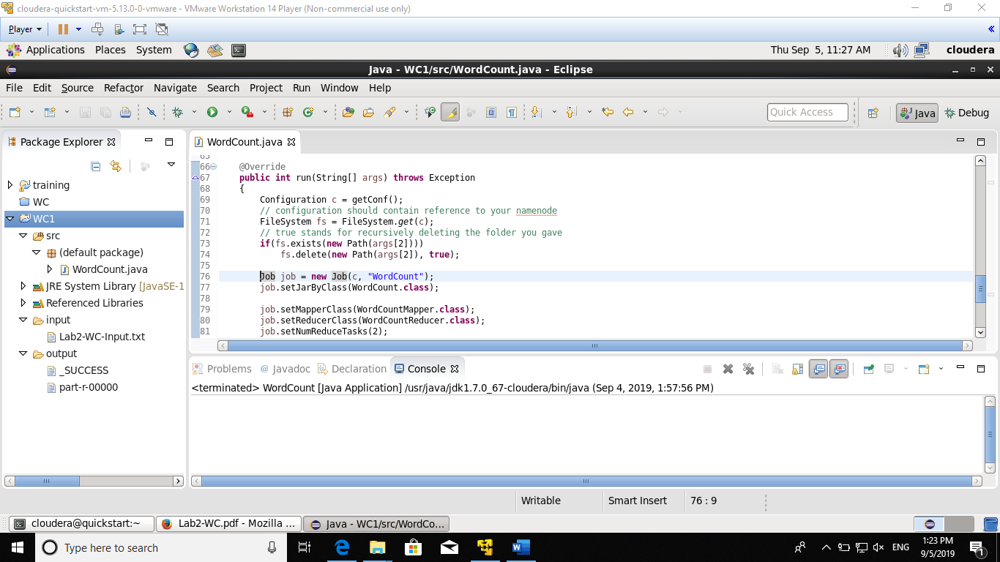 cloudera-quickstart-vm-5.13.0-0-vmware - VMware Workstation 14 Player (Non-commercial use only)
Player
Applications Places System Thu Sep 5, 11:27 AM cloudera
Java - WC1/src/WordCount.java - Eclipse
File Edit Source Refactor Navigate Search Project Run Window Help
Quick Access Java Debug
Package Explorer
training
WC
WC1
src
(default package)
WordCount.java
JRE System Library [JavaSE-1
Referenced Libraries
input
Lab2-WC-Input.txt
output
_SUCCESS
part-r-00000
WordCount.java
65
66 @Override
67 public int run(String[] args) throws Exception
68 {
69 Configuration c = getConf();
70 // configuration should contain reference to your namenode
71 FileSystem fs = FileSystem.get(c);
72 // true stands for recursively deleting the folder you gave
73 if(fs.exists(new Path(args[2])))
74 fs.delete(new Path(args[2]), true);
75
76 Job job = new Job(c, "WordCount");
77 job.setJarByClass(WordCount.class);
78
79 job.setMapperClass(WordCountMapper.class);
80 job.setReducerClass(WordCountReducer.class);
81 job.setNumReduceTasks(2);
Problems @ Javadoc Declaration Console
<terminated> WordCount [Java Application] /usr/java/jdk1.7.0_67-cloudera/bin/java (Sep 4, 2019, 1:57:56 PM)
Writable Smart Insert 76 : 9
cloudera@quickstart:~ Lab2-WC.pdf - Mozilla ... Java - WC1/src/WordCo...
Type here to search ENG 1:23 PM
9/5/2019 1